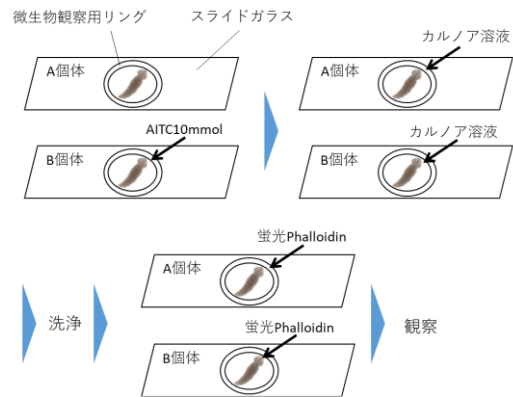 微生物観察用リング
スライドガラス
A個体
B個体
AITC10mmol
カルノア溶液
A個体
カルノア溶液
B個体
洗浄
蛍光Phalloidin
A個体
蛍光Phalloidin
B個体
観察